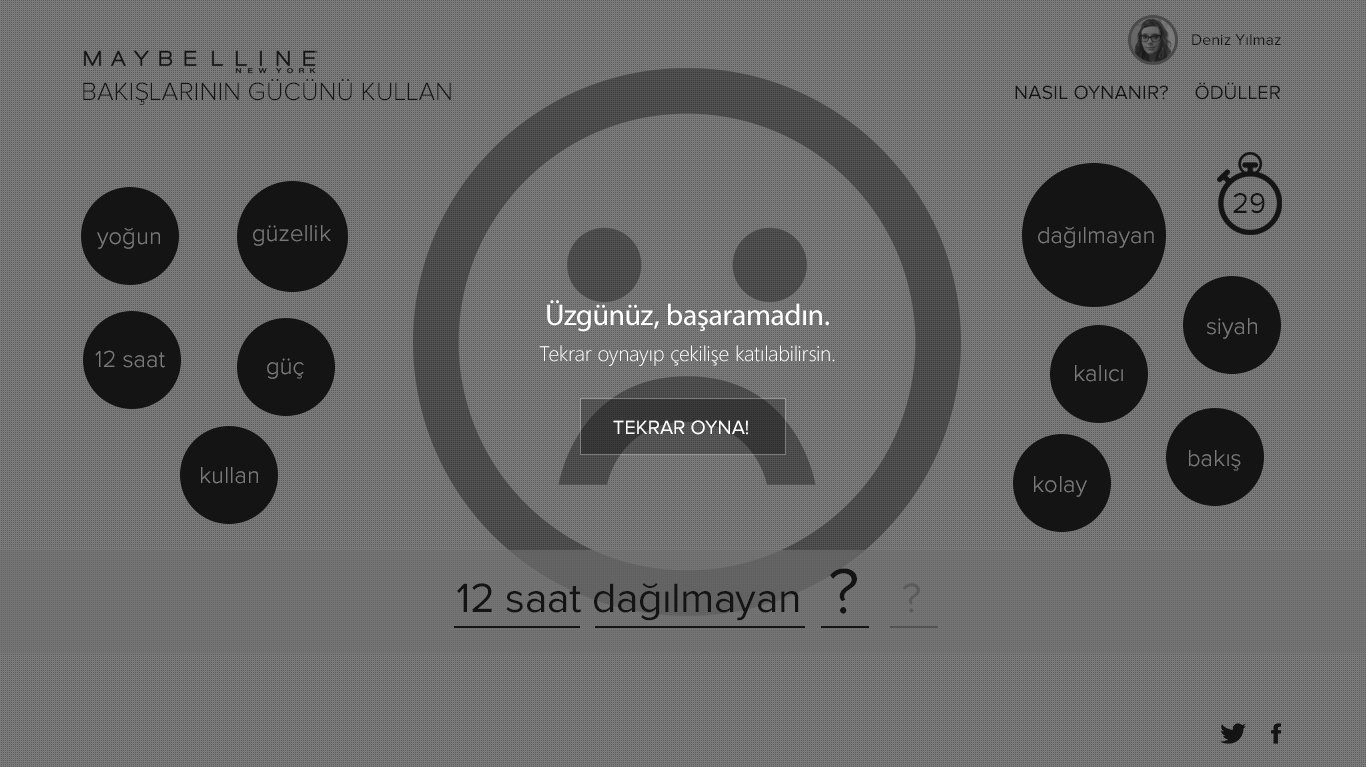 MAYBELLINE
NEW YORK
BAKIŞLARININ GÜCÜNÜ KULLAN
Deniz Yılmaz
NASIL OYNANIR? ÖDÜLLER
yoğun
güzellik
12 saat
güç
kullan
dağılmayan
29
siyah
kalıcı
bakış
kolay
Üzgünüz, başaramadın.
Tekrar oynayıp çekilişe katılabilirsin.
TEKRAR OYNA!
12 saat dağılmayan ? ?